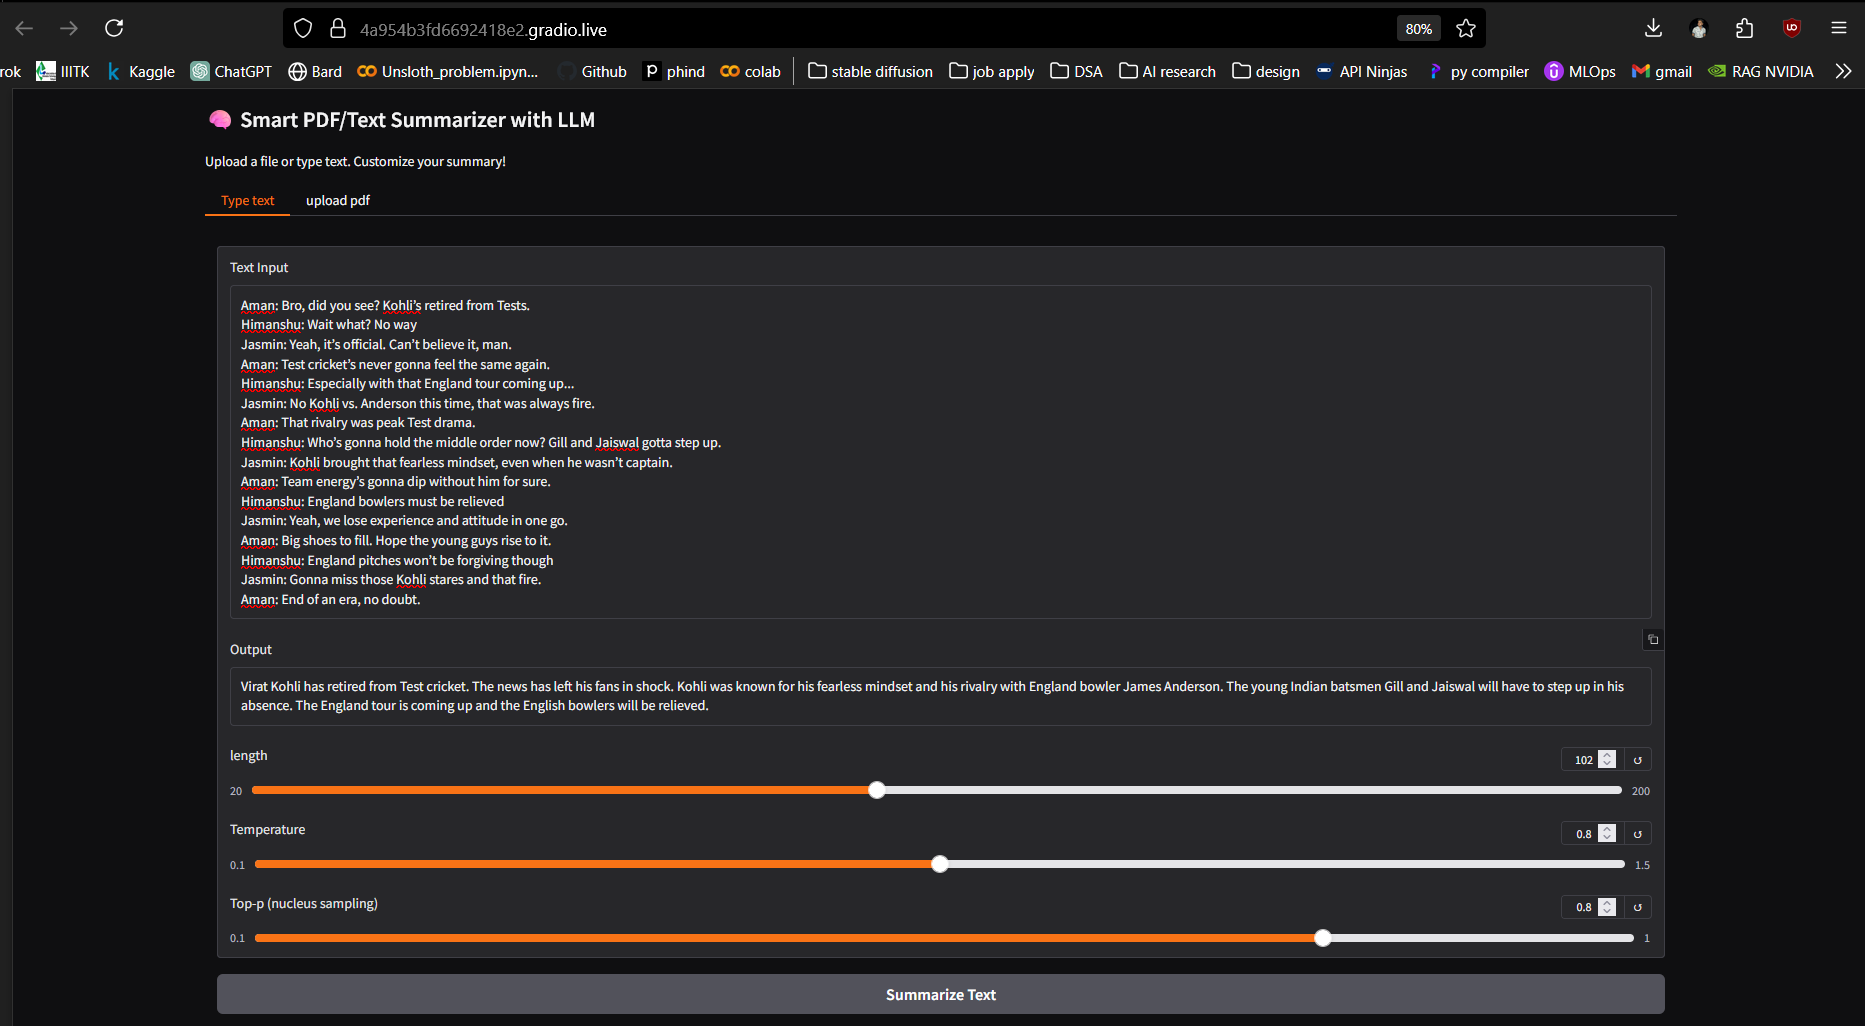 4a954b3fd6692418e2.gradio.live
80%
rok IIITK Kaggle ChatGPT Bard Unsloth_problem.ipyn... Github phind colab stable diffusion job apply DSA AI research design API Ninjas py compiler MLOps gmail RAG NVIDIA
Smart PDF/Text Summarizer with LLM
Upload a file or type text. Customize your summary!
Type text upload pdf
Text Input
Aman: Bro, did you see? Kohli’s retired from Tests.
Himanshu: Wait what? No way
Jasmin: Yeah, it’s official. Can’t believe it, man.
Aman: Test cricket’s never gonna feel the same again.
Himanshu: Especially with that England tour coming up...
Jasmin: No Kohli vs. Anderson this time, that was always fire.
Aman: That rivalry was peak Test drama.
Himanshu: Who’s gonna hold the middle order now? Gill and Jaiswal gotta step up.
Jasmin: Kohli brought that fearless mindset, even when he wasn’t captain.
Aman: Team energy’s gonna dip without him for sure.
Himanshu: England bowlers must be relieved
Jasmin: Yeah, we lose experience and attitude in one go.
Aman: Big shoes to fill. Hope the young guys rise to it.
Himanshu: England pitches won’t be forgiving though
Jasmin: Gonna miss those Kohli stares and that fire.
Aman: End of an era, no doubt.
Output
Virat Kohli has retired from Test cricket. The news has left his fans in shock. Kohli was known for his fearless mindset and his rivalry with England bowler James Anderson. The young Indian batsmen Gill and Jaiswal will have to step up in his
absence. The England tour is coming up and the English bowlers will be relieved.
length
102
20 200
Temperature
0.8
0.1 1.5
Top-p (nucleus sampling)
0.8
0.1 1
Summarize Text